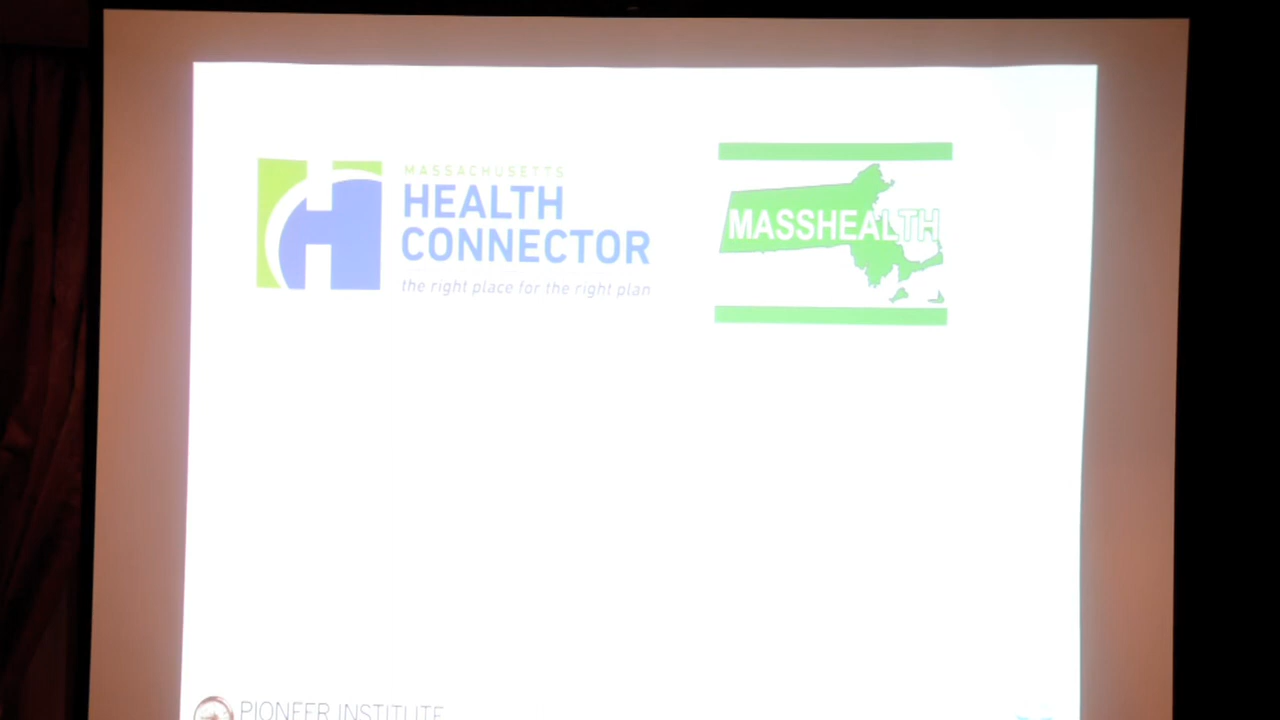 MASSACHUSETTS
HEALTH
CONNECTOR
the right place for the right plan
MASSHEALTH
PIONEER INSTITUTE